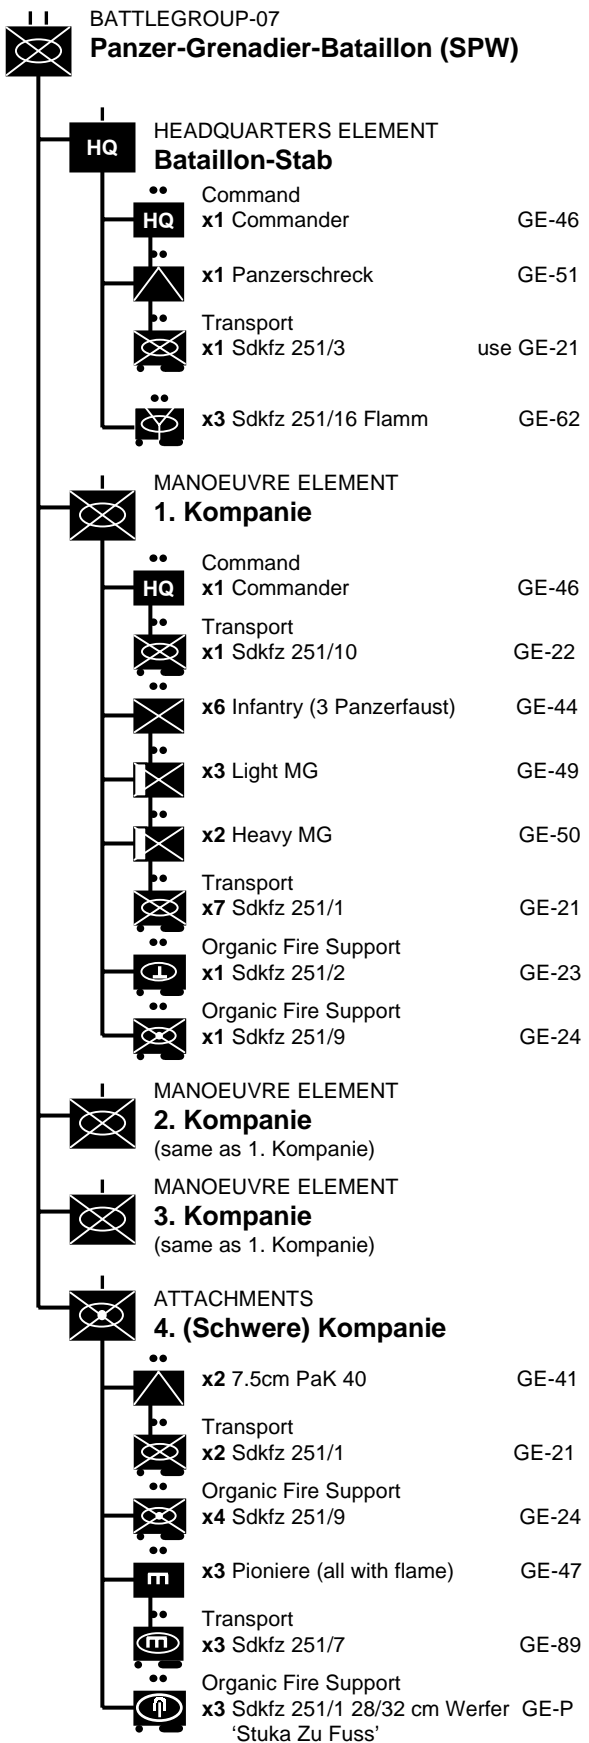 BATTLEGROUP-07
Panzer-Grenadier-Bataillon (SPW)
HQ
HEADQUARTERS ELEMENT
Bataillon-Stab
Command
HQ x1 Commander GE-46
x1 Panzerschreck GE-51
Transport
x1 Sdkfz 251/3 use GE-21
x3 Sdkfz 251/16 Flamm GE-62
MANOEUVRE ELEMENT
1. Kompanie
Command
HQ x1 Commander GE-46
Transport
x1 Sdkfz 251/10 GE-22
x6 Infantry (3 Panzerfaust) GE-44
x3 Light MG GE-49
x2 Heavy MG GE-50
Transport
x7 Sdkfz 251/1 GE-21
Organic Fire Support
x1 Sdkfz 251/2 GE-23
Organic Fire Support
x1 Sdkfz 251/9 GE-24
MANOEUVRE ELEMENT
2. Kompanie
(same as 1. Kompanie)
MANOEUVRE ELEMENT
3. Kompanie
(same as 1. Kompanie)
ATTACHMENTS
4. (Schwere) Kompanie
x2 7.5cm PaK 40 GE-41
Transport
x2 Sdkfz 251/1 GE-21
Organic Fire Support
x4 Sdkfz 251/9 GE-24
x3 Pioniere (all with flame) GE-47
Transport
x3 Sdkfz 251/7 GE-89
Organic Fire Support
x3 Sdkfz 251/1 28/32 cm Werfer GE-P
‘Stuka Zu Fuss’